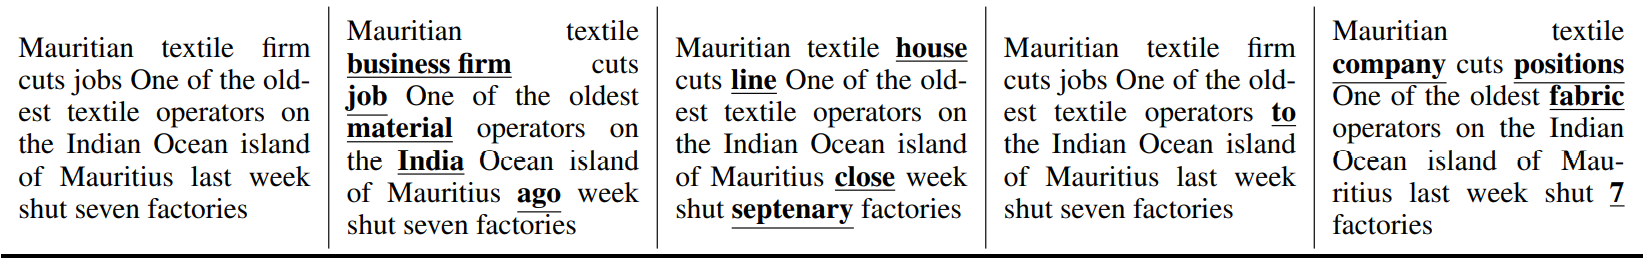 Mauritian textile firm
cuts jobs One of the old-
est textile operators on
the Indian Ocean island
of Mauritius last week
shut seven factories
Mauritian textile
business firm cuts
job One of the oldest
material operators on
the India Ocean island
of Mauritius ago week
shut seven factories
Mauritian textile house
cuts line One of the old-
est textile operators on
the Indian Ocean island
of Mauritius close week
shut septenary factories
Mauritian textile firm
cuts jobs One of the old-
est textile operators to
the Indian Ocean island
of Mauritius last week
shut seven factories
Mauritian textile
company cuts positions
One of the oldest fabric
operators on the Indian
Ocean island of Mau-
ritius last week shut 7
factories